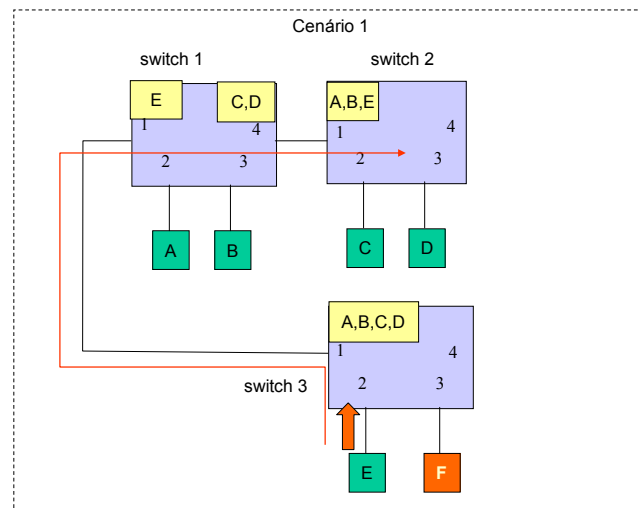 Cenário 1
switch 1
switch 2
E
C,D
A,B,E
1
4
1
4
2
3
2
3
A
B
C
D
A,B,C,D
1
4
switch 3
2
3
E
F